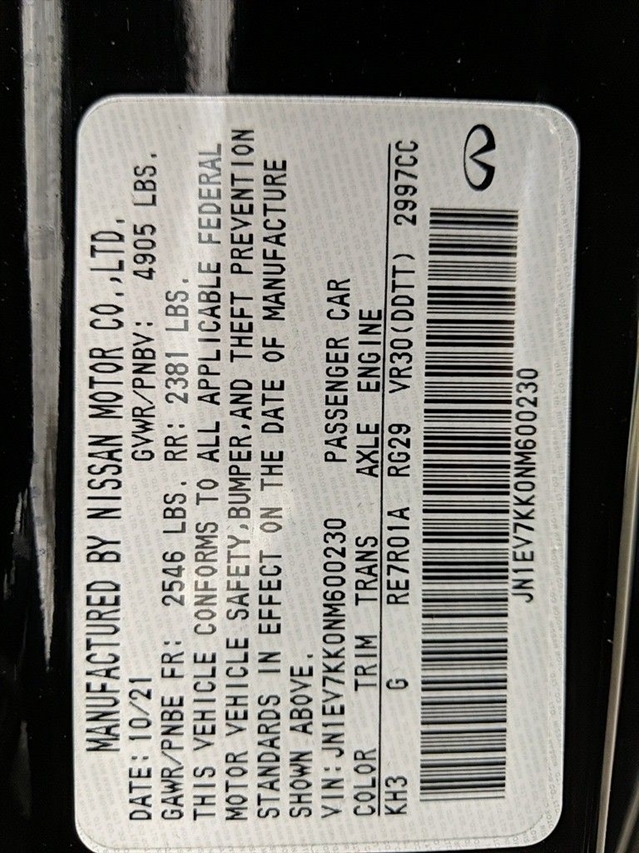 MANUFACTURED BY NISSAN MOTOR CO.,LTD.
DATE: 10/21 GVWR/PNBV: 4905 LBS.
GAWR/PNBE FR: 2546 LBS. RR: 2381 LBS.
THIS VEHICLE CONFORMS TO ALL APPLICABLE FEDERAL
MOTOR VEHICLE SAFETY,BUMPER,AND THEFT PREVENTION
STANDARDS IN EFFECT ON THE DATE OF MANUFACTURE
SHOWN ABOVE.
VIN:JN1EV7KK0NM600230 PASSENGER CAR
COLOR TRIM TRANS AXLE ENGINE
KH3 G RE7R01A RG29 VR30(DDTT) 2997CC
JN1EV7KK0NM600230